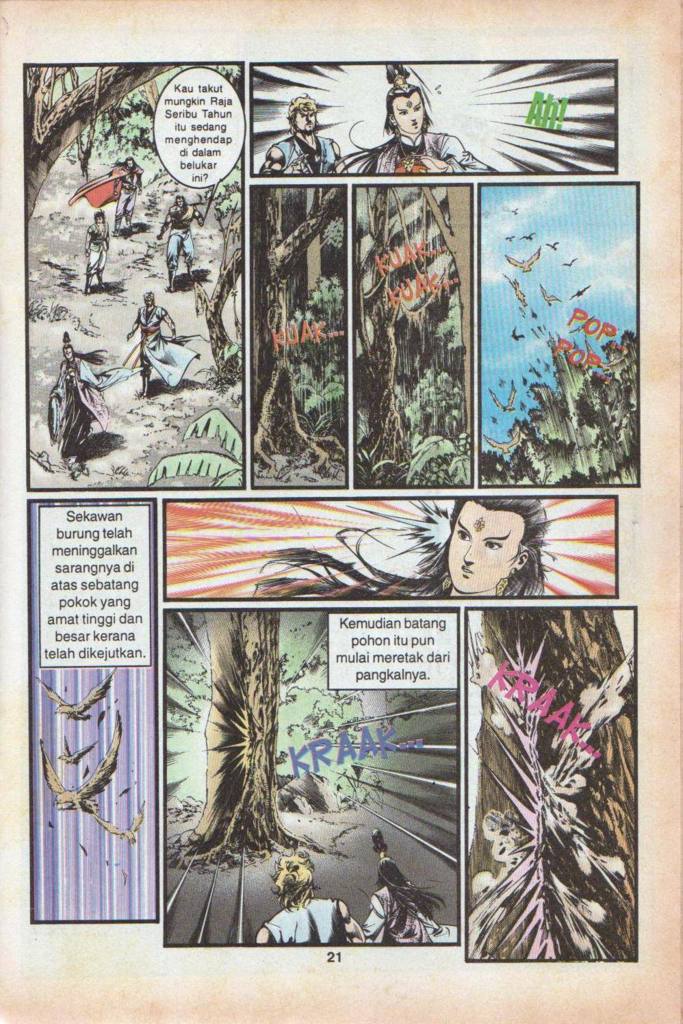 Kau takut
mungkin Raja
Seribu Tahun
itu sedang
menghendap
di dalam
belukar
ini?
Ah!
KUAK...
KUAK...
KUAK...
POP
POP...
Sekawan
burung telah
meninggalkan
sarangnya di
atas sebatang
pokok yang
amat tinggi dan
besar kerana
telah dikejutkan.
Kemudian batang
pohon itu pun
mulai meretak dari
pangkalnya.
KRAAK...
KRAAK...
21